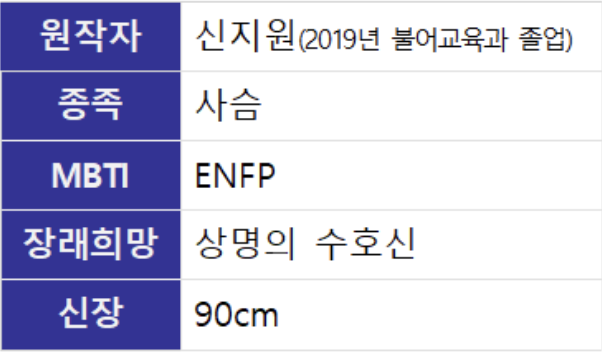 원작자 신지원(2019년 불어교육과 졸업)
종족 사슴
MBTI ENFP
장래희망 상명의 수호신
신장 90cm